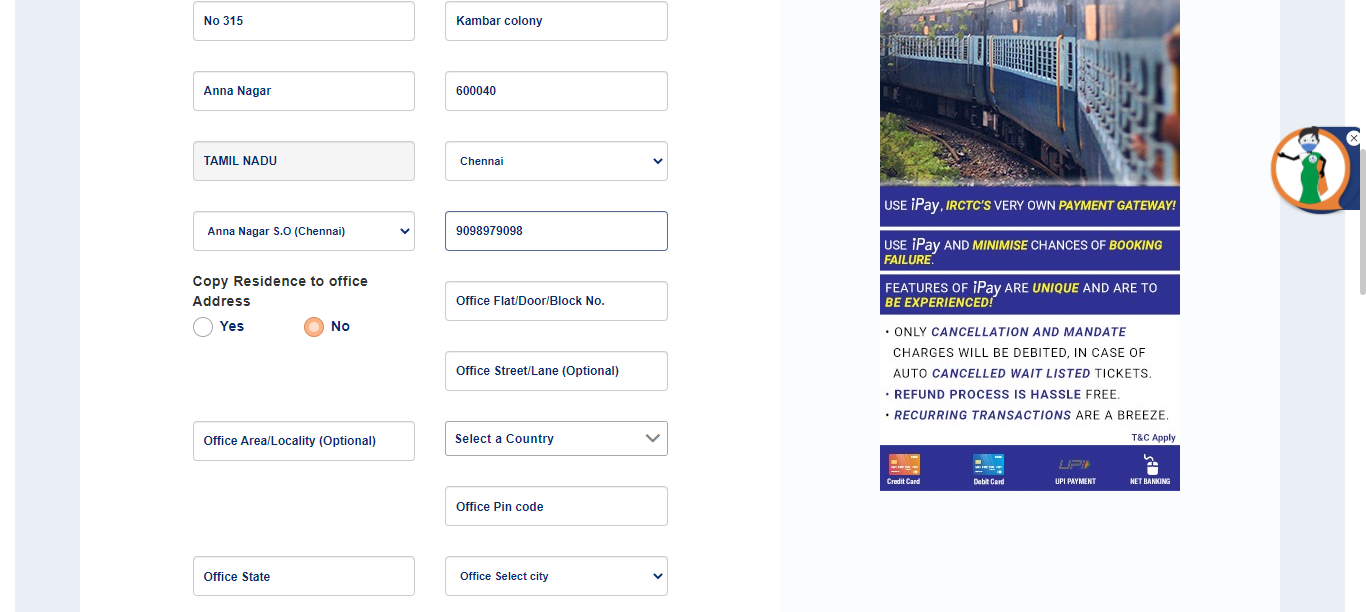 No 315
Kambar colony
Anna Nagar
600040
TAMIL NADU
Chennai
Anna Nagar S.O (Chennai)
9098979098
Copy Residence to office
Address
Yes
No
Office Flat/Door/Block No.
Office Street/Lane (Optional)
Office Area/Locality (Optional)
Select a Country
Office Pin code
Office State
Office Select city
USE iPay, IRCTC'S VERY OWN PAYMENT GATEWAY!
USE iPay AND MINIMISE CHANCES OF BOOKING
FAILURE.
FEATURES OF iPay ARE UNIQUE AND ARE TO
BE EXPERIENCED!
• ONLY CANCELLATION AND MANDATE
CHARGES WILL BE DEBITED, IN CASE OF
AUTO CANCELLED WAIT LISTED TICKETS.
• REFUND PROCESS IS HASSLE FREE.
• RECURRING TRANSACTIONS ARE A BREEZE.
T&C Apply
UPI
Credit Card
Debit Card
UPI PAYMENT
NET BANKING